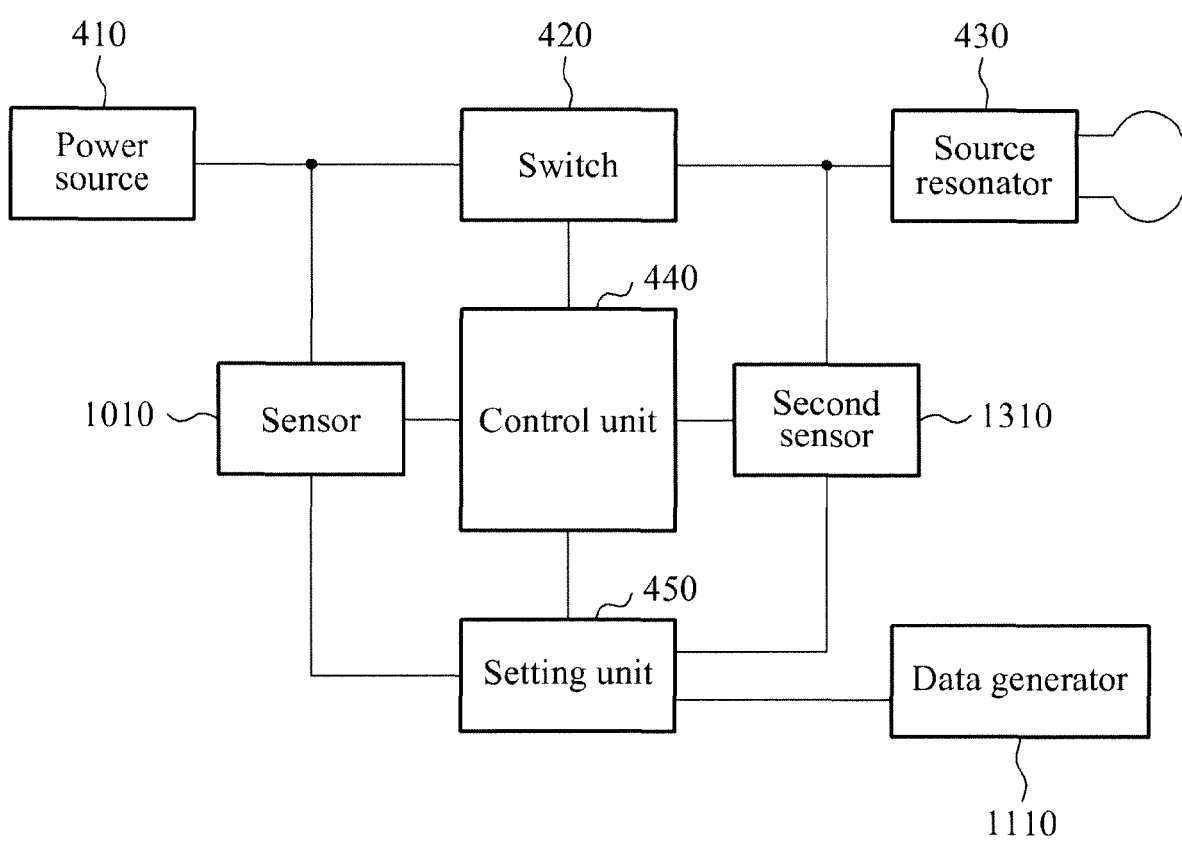 410
420
430
Power
source
Switch
Source
resonator
440
1010
Sensor
Control unit
Second
sensor
1310
450
Setting unit
Data generator
1110